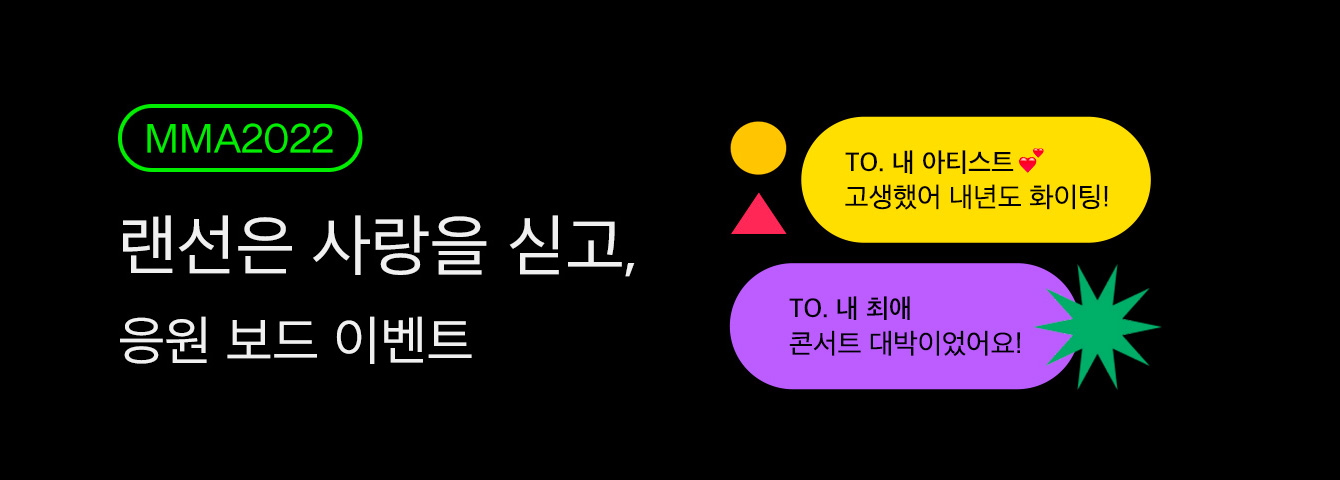 MMA2022
랜선은 사랑을 싣고,
응원 보드 이벤트
TO. 내 아티스트 💕
고생했어 내년도 화이팅!
TO. 내 최애
콘서트 대박이었어요!